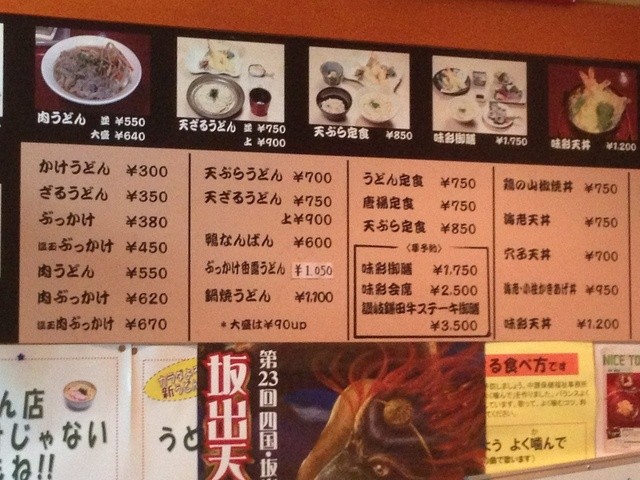 肉うどん 並 ¥550
大盛 ¥640
天ざるうどん 並 ¥750
上 ¥900
天ぷら定食 ¥850
味彩御膳 ¥1.750
味彩天丼 ¥1.200
かけうどん ¥300
ざるうどん ¥350
ぶっかけ ¥380
ぶっかけ ¥450
肉うどん ¥550
肉ぶっかけ ¥620
肉ぶっかけ ¥670
天ぷらうどん ¥700
天ざるうどん ¥750
上¥900
鴨なんばん ¥600
ぶっかけ肉うどん ¥1.050
鍋焼うどん ¥1.100
*大盛は¥90up
うどん定食 ¥750
唐揚定食 ¥750
天ぷら定食 ¥850
〈要予約〉
味彩御膳 ¥1.750
味彩会席 ¥2.500
讃岐鎌田牛ステーキ御膳
¥3.500
鶏の山椒焼丼 ¥750
海老天丼 ¥750
穴子天丼 ¥700
海老・小柱かきあげ丼 ¥950
味彩天丼 ¥1.200
ん店
じゃない
ね!!
うど
坂出天
第23回 四国・坂
る食べ方です
よう よく噛んで
NICE TO